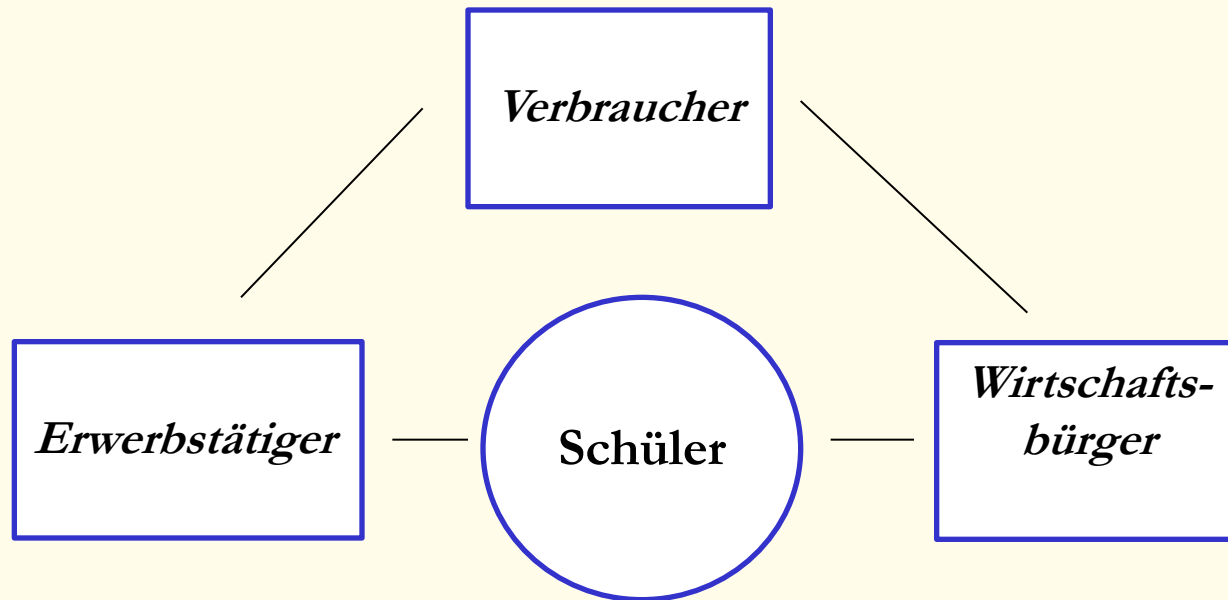 Verbraucher
Erwerbstätiger
Schüler
Wirtschafts-
bürger